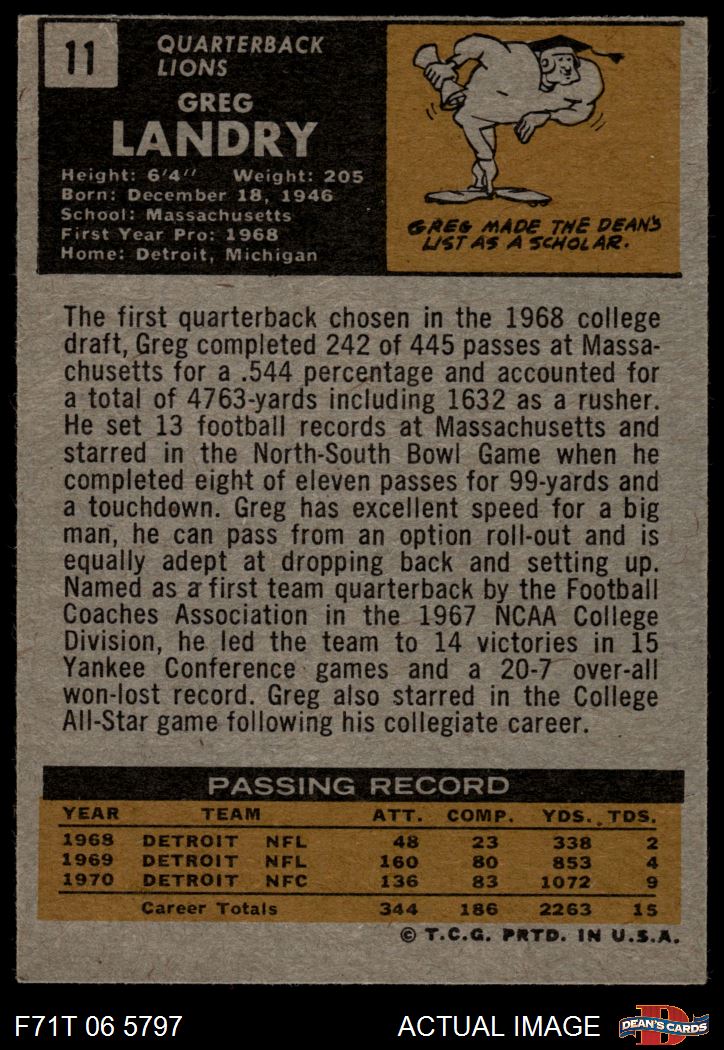 11
QUARTERBACK
LIONS
GREG
LANDRY
Height: 6'4" Weight: 205
Born: December 18, 1946
School: Massachusetts
First Year Pro: 1968
Home: Detroit, Michigan
GREG MADE THE DEAN'S
LIST AS A SCHOLAR.
The first quarterback chosen in the 1968 college
draft, Greg completed 242 of 445 passes at Massa-
chusetts for a .544 percentage and accounted for
a total of 4763-yards including 1632 as a rusher.
He set 13 football records at Massachusetts and
starred in the North-South Bowl Game when he
completed eight of eleven passes for 99-yards and
a touchdown. Greg has excellent speed for a big
man, he can pass from an option roll-out and is
equally adept at dropping back and setting up.
Named as a first team quarterback by the Football
Coaches Association in the 1967 NCAA College
Division, he led the team to 14 victories in 15
Yankee Conference games and a 20-7 over-all
won-lost record. Greg also starred in the College
All-Star game following his collegiate career.
PASSING RECORD
YEAR TEAM ATT. COMP. YDS. TDS.
1968 DETROIT NFL 48 23 338 2
1969 DETROIT NFL 160 80 853 4
1970 DETROIT NFC 136 83 1072 9
Career Totals 344 186 2263 15
© T.C.G. PRTD. IN U.S.A.
F71T 06 5797 ACTUAL IMAGE D DEAN'S CARDS